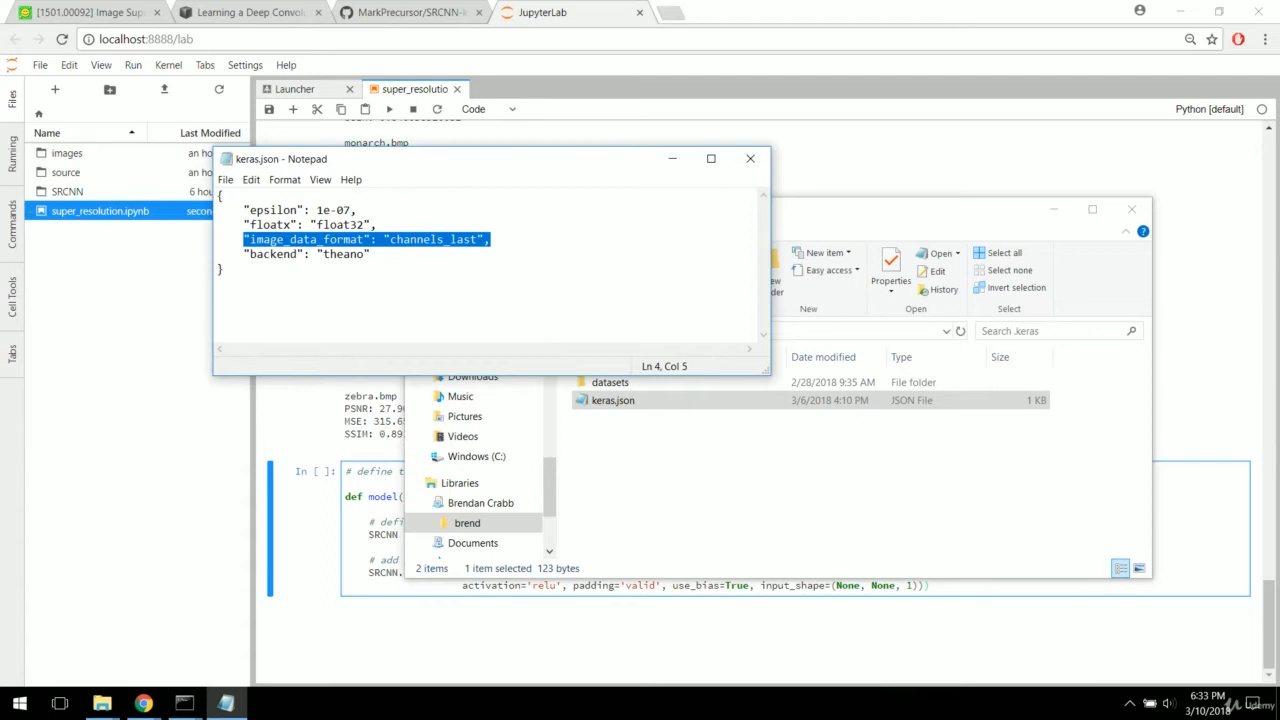 [1501.00092] Image Sup
Learning a Deep Convol
MarkPrecursor/SRCNN-k
JupyterLab
localhost:8888/lab
File Edit View Run Kernel Tabs Settings Help
Launcher
super_resolutio
Code
Python [default]
Files
Running
Commands
Cell Tools
Tabs
Name
Last Modified
images
an ho
source
an ho
SRCNN
6 hou
super_resolution.ipynb
secon
monarch.bmp
keras.json - Notepad
File Edit Format View Help
{
"epsilon": 1e-07,
"floatx": "float32",
"image_data_format": "channels_last",
"backend": "theano"
}
Ln 4, Col 5
New item
Easy access
ew
der
New
Properties
Open
Edit
History
Open
Select all
Select none
Invert selection
Select
Search .keras
Date modified
Type
Size
datasets
2/28/2018 9:35 AM
File folder
keras.json
3/6/2018 4:10 PM
JSON File
1 KB
Downloads
Music
Pictures
Videos
Windows (C:)
Libraries
Brendan Crabb
brend
Documents
2 items
1 item selected 123 bytes
zebra.bmp
PSNR: 27.90
MSE: 315.65
SSIM: 0.89
In [ ]:
# define t
def model(
# defi
SRCNN
# add
SRCNN.
activation='relu', padding='valid', use_bias=True, input_shape=(None, None, 1)))
6:33 PM
3/10/2018
Udemy